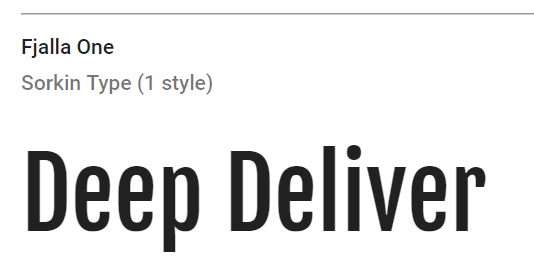 Fjalla One
Sorkin Type (1 style)
Deep Deliver